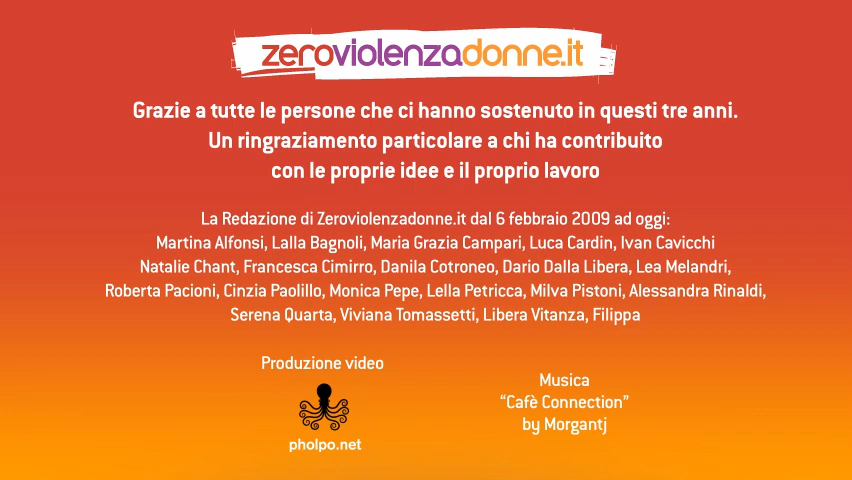 zeroviolenzadonne.it
Grazie a tutte le persone che ci hanno sostenuto in questi tre anni.
Un ringraziamento particolare a chi ha contribuito
con le proprie idee e il proprio lavoro
La Redazione di Zeroviolenzadonne.it dal 6 febbraio 2009 ad oggi:
Martina Alfonsi, Lalla Bagnoli, Maria Grazia Campari, Luca Cardin, Ivan Cavicchi
Natalie Chant, Francesca Cimirro, Danila Cotroneo, Dario Dalla Libera, Lea Melandri,
Roberta Pacioni, Cinzia Paolillo, Monica Pepe, Lella Petricca, Milva Pistoni, Alessandra Rinaldi,
Serena Quarta, Viviana Tomassetti, Libera Vitanza, Filippa
Produzione video
pholpo.net
Musica
“Cafè Connection”
by Morgantj